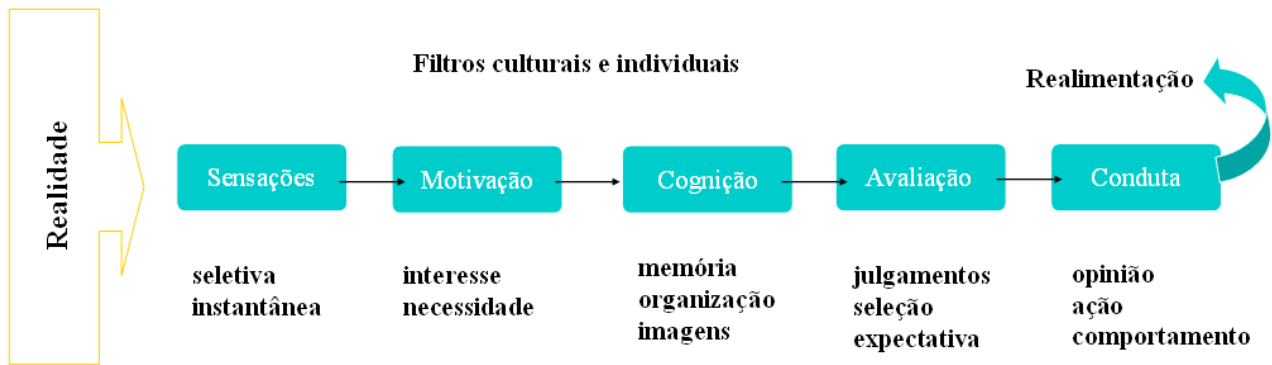 Filtros culturais e individuais
Realimentação
Realidade
Sensações
Motivação
Cognição
Avaliação
Conduta
seletiva
instantânea
interesse
necessidade
memória
organização
imagens
julgamentos
seleção
expectativa
opinião
ação
comportamento